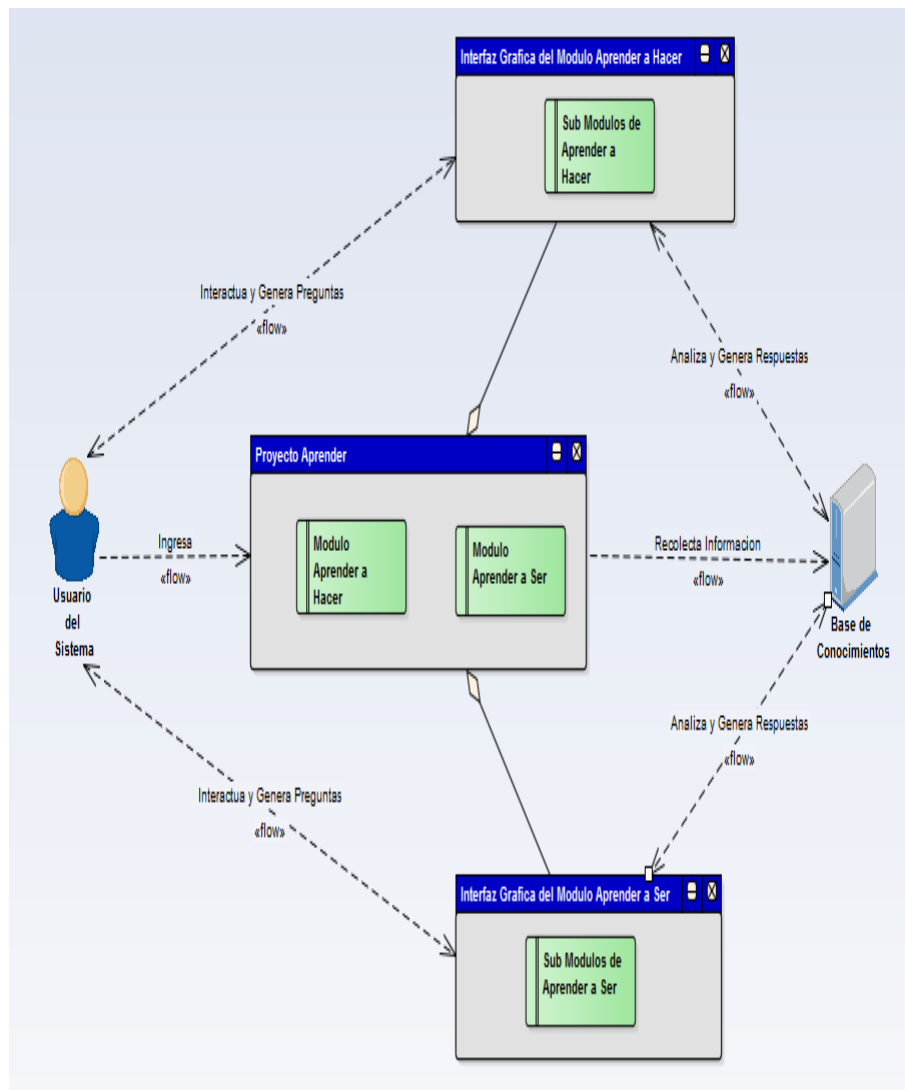 Interfaz Grafica del Modulo Aprender a Hacer
Sub Modulos de
Aprender a
Hacer
Interactua y Genera Preguntas
«flow»
Analiza y Genera Respuestas
«flow»
Proyecto Aprender
Modulo
Aprender a
Hacer
Modulo
Aprender a Ser
Ingresa
«flow»
Recolecta Informacion
«flow»
Usuario
del
Sistema
Base de
Conocimientos
Analiza y Genera Respuestas
«flow»
Interactua y Genera Preguntas
«flow»
Interfaz Grafica del Modulo Aprender a Ser
Sub Modulos de
Aprender a Ser